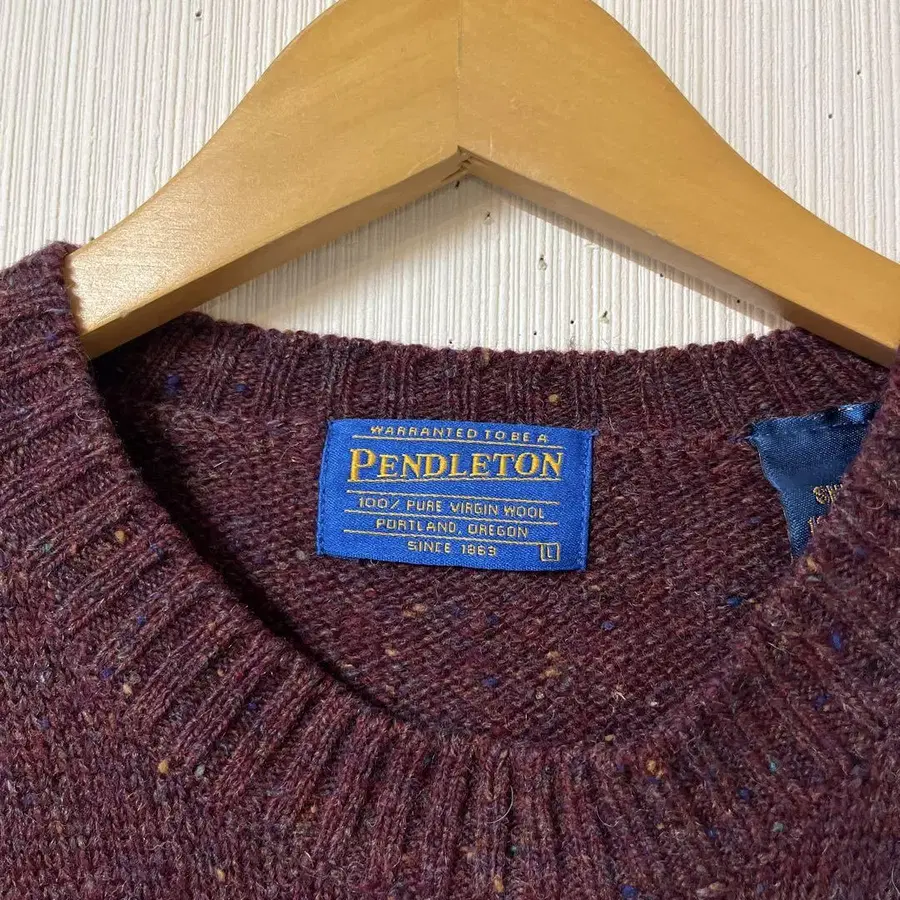 WARRANTED TO BE A
PENDLETON
100% PURE VIRGIN WOOL
PORTLAND, OREGON
SINCE 1863
L